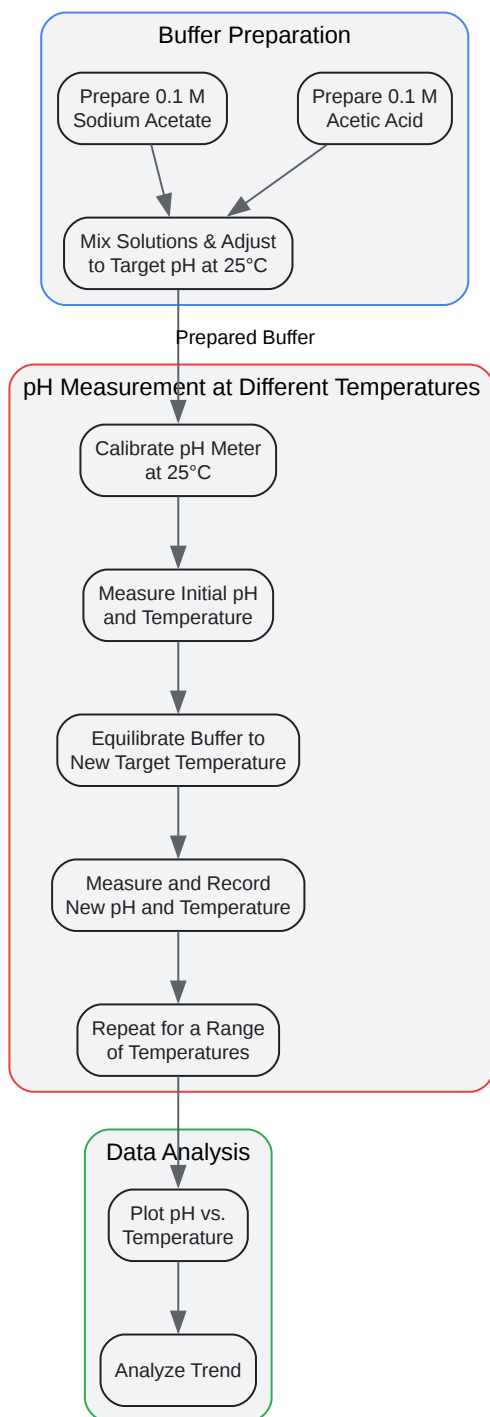 Buffer Preparation
Prepare 0.1 M
Sodium Acetate
Prepare 0.1 M
Acetic Acid
Mix Solutions & Adjust
to Target pH at 25°C
Prepared Buffer
pH Measurement at Different Temperatures
Calibrate pH Meter
at 25°C
Measure Initial pH
and Temperature
Equilibrate Buffer to
New Target Temperature
Measure and Record
New pH and Temperature
Repeat for a Range
of Temperatures
Data Analysis
Plot pH vs.
Temperature
Analyze Trend